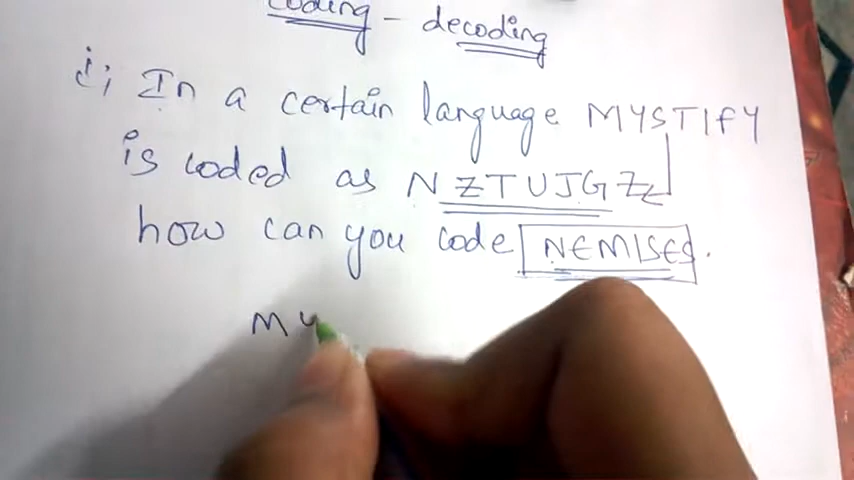 coding - decoding
i; In a certain language MYSTIFY
is coded as NZTUJGZ
how can you code NEMISES.
MY